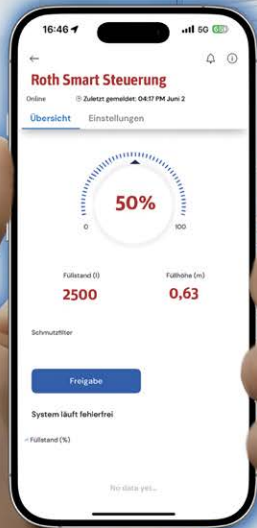 16:46 5G
Roth Smart Steuerung
Online Zuletzt gemeldet: 04:17 PM Juni 2
Übersicht Einstellungen
50%
0 100
Füllstand (l) Füllhöhe (m)
2500 0,63
Schmutzfilter
Freigabe
System läuft fehlerfrei
Füllstand (%)
No data yet...